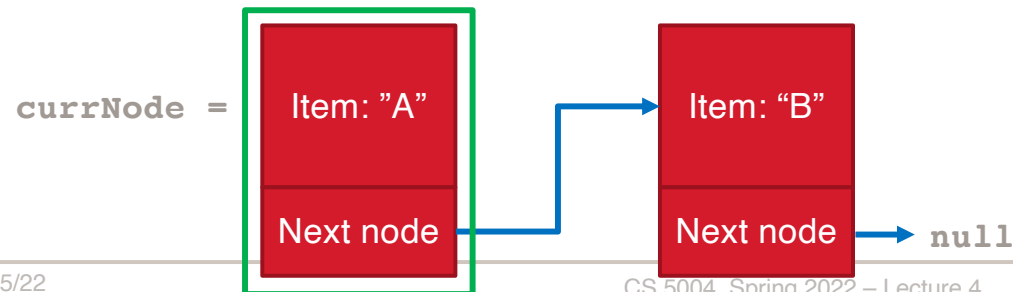 currNode =
Item: ”A”
Item: “B”
Next node
Next node
null
5/22
CS 5004, Spring 2022 – Lecture 4